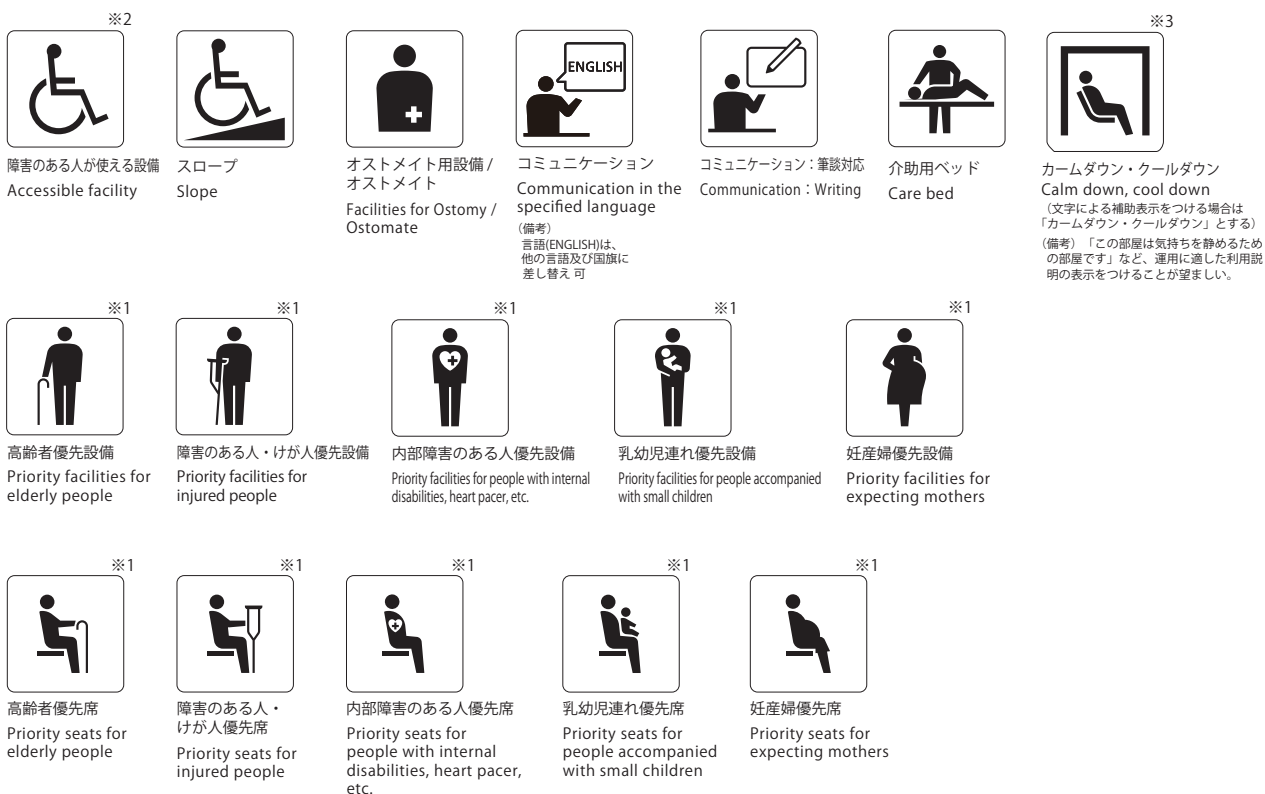 ※2
障害のある人が使える設備
Accessible facility
スロープ
Slope
オストメイト用設備 /
オストメイト
Facilities for Ostomy /
Ostomate
ENGLISH
コミュニケーション
Communication in the
specified language
（備考）
言語(ENGLISH)は、
他の言語及び国旗に
差し替え 可
コミュニケーション：筆談対応
Communication：Writing
介助用ベッド
Care bed
※3
カームダウン・クールダウン
Calm down, cool down
（文字による補助表示をつける場合は
「カームダウン・クールダウン」とする）
（備考）「この部屋は気持ちを静めるため
の部屋です」など、運用に適した利用説
明の表示をつけることが望ましい。
※1
高齢者優先設備
Priority facilities for
elderly people
※1
障害のある人・けが人優先設備
Priority facilities for
injured people
※1
内部障害のある人優先設備
Priority facilities for people with internal
disabilities, heart pacer, etc.
※1
乳幼児連れ優先設備
Priority facilities for people accompanied
with small children
※1
妊産婦優先設備
Priority facilities for
expecting mothers
※1
高齢者優先席
Priority seats for
elderly people
※1
障害のある人・
けが人優先席
Priority seats for
injured people
※1
内部障害のある人優先席
Priority seats for
people with internal
disabilities, heart pacer,
etc.
※1
乳幼児連れ優先席
Priority seats for
people accompanied
with small children
※1
妊産婦優先席
Priority seats for
expecting mothers